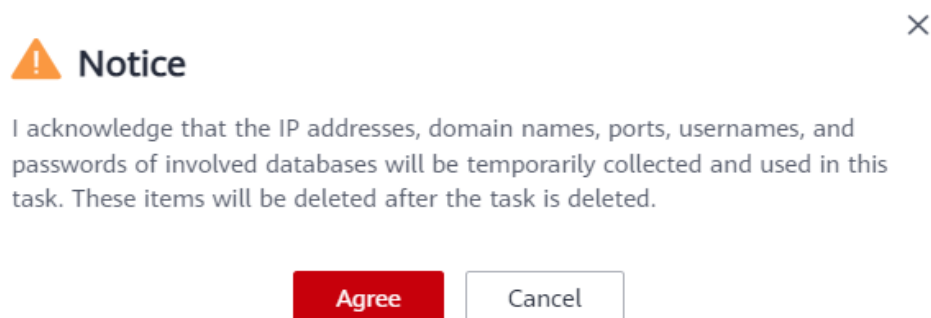 Notice
I acknowledge that the IP addresses, domain names, ports, usernames, and
passwords of involved databases will be temporarily collected and used in this
task. These items will be deleted after the task is deleted.
Agree
Cancel